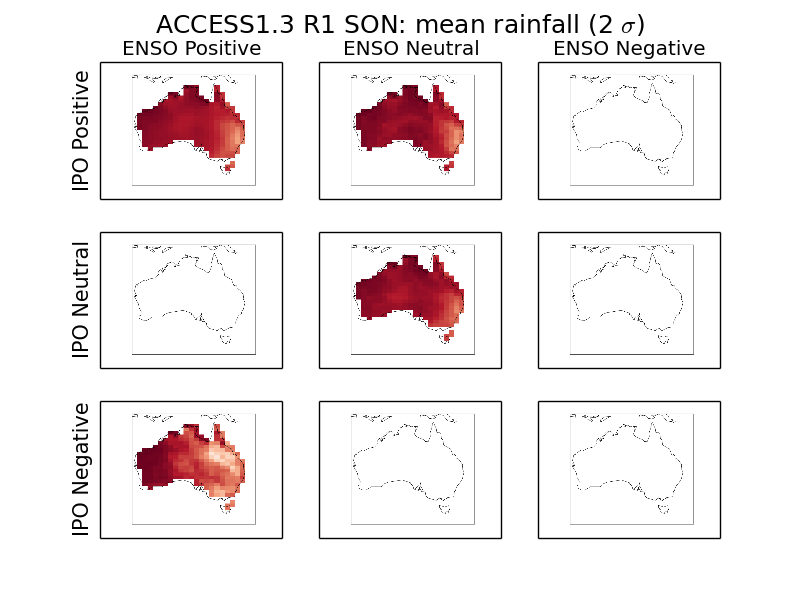 ACCESS1.3 R1 SON: mean rainfall (2 σ)
ENSO Positive
ENSO Neutral
ENSO Negative
IPO Positive
IPO Neutral
IPO Negative